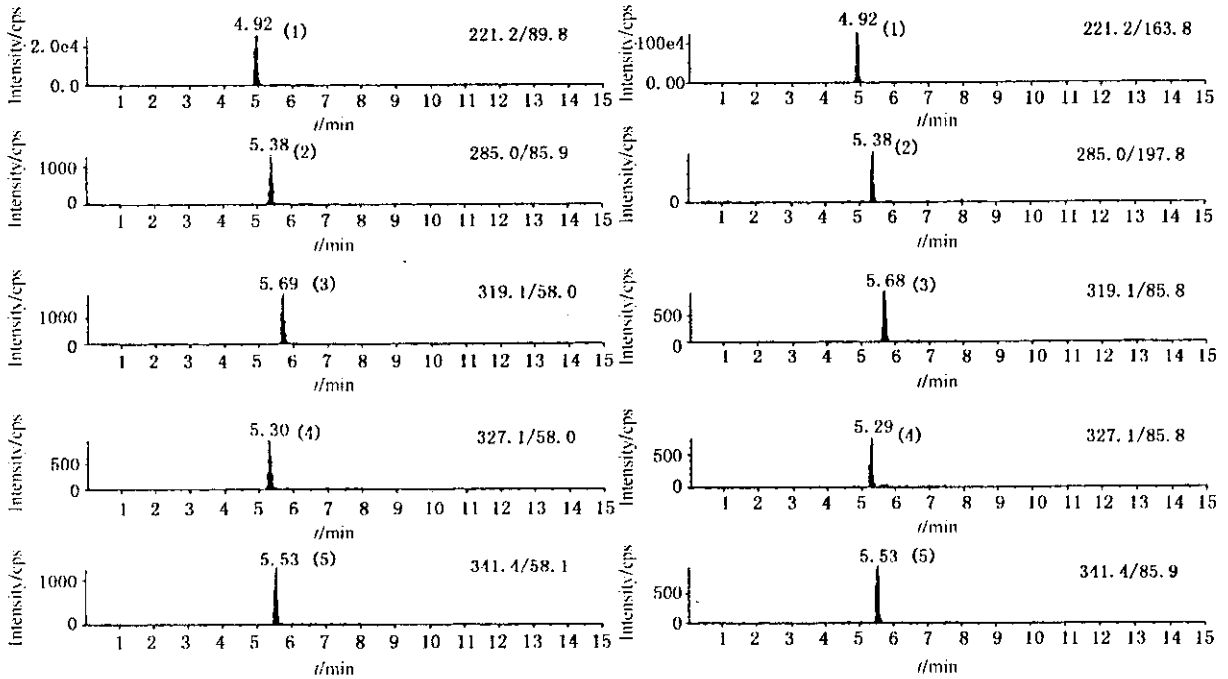 4.92 (1)
221.2/89.8
Intensity/cps
2.0e4
0.0
1 2 3 4 5 6 7 8 9 10 11 12 13 14 15
t/min
4.92
(1)
221.2/163.8
Intensity/cps
100e4
0.00
1 2 3 4 5 6 7 8 9 10 11 12 13 14 15
t/min
5.38 (2)
285.0/85.9
Intensity/cps
1000
0
1 2 3 4 5 6 7 8 9 10 11 12 13 14 15
t/min
5.38 (2)
285.0/197.8
Intensity/cps
0
1 2 3 4 5 6 7 8 9 10 11 12 13 14 15
t/min
5.69 (3)
319.1/58.0
Intensity/cps
1000
0
1 2 3 4 5 6 7 8 9 10 11 12 13 14 15
t/min
5.68 (3)
319.1/85.8
Intensity/cps
500
0
1 2 3 4 5 6 7 8 9 10 11 12 13 14 15
t/min
5.30 (4)
327.1/58.0
Intensity/cps
500
0
1 2 3 4 5 6 7 8 9 10 11 12 13 14 15
t/min
5.29 (4)
327.1/85.8
Intensity/cps
500
0
1 2 3 4 5 6 7 8 9 10 11 12 13 14 15
t/min
5.53 (5)
341.4/58.1
Intensity/cps
1000
0
1 2 3 4 5 6 7 8 9 10 11 12 13 14 15
t/min
5.53 (5)
341.4/85.9
Intensity/cps
500
0
1 2 3 4 5 6 7 8 9 10 11 12 13 14 15
t/min